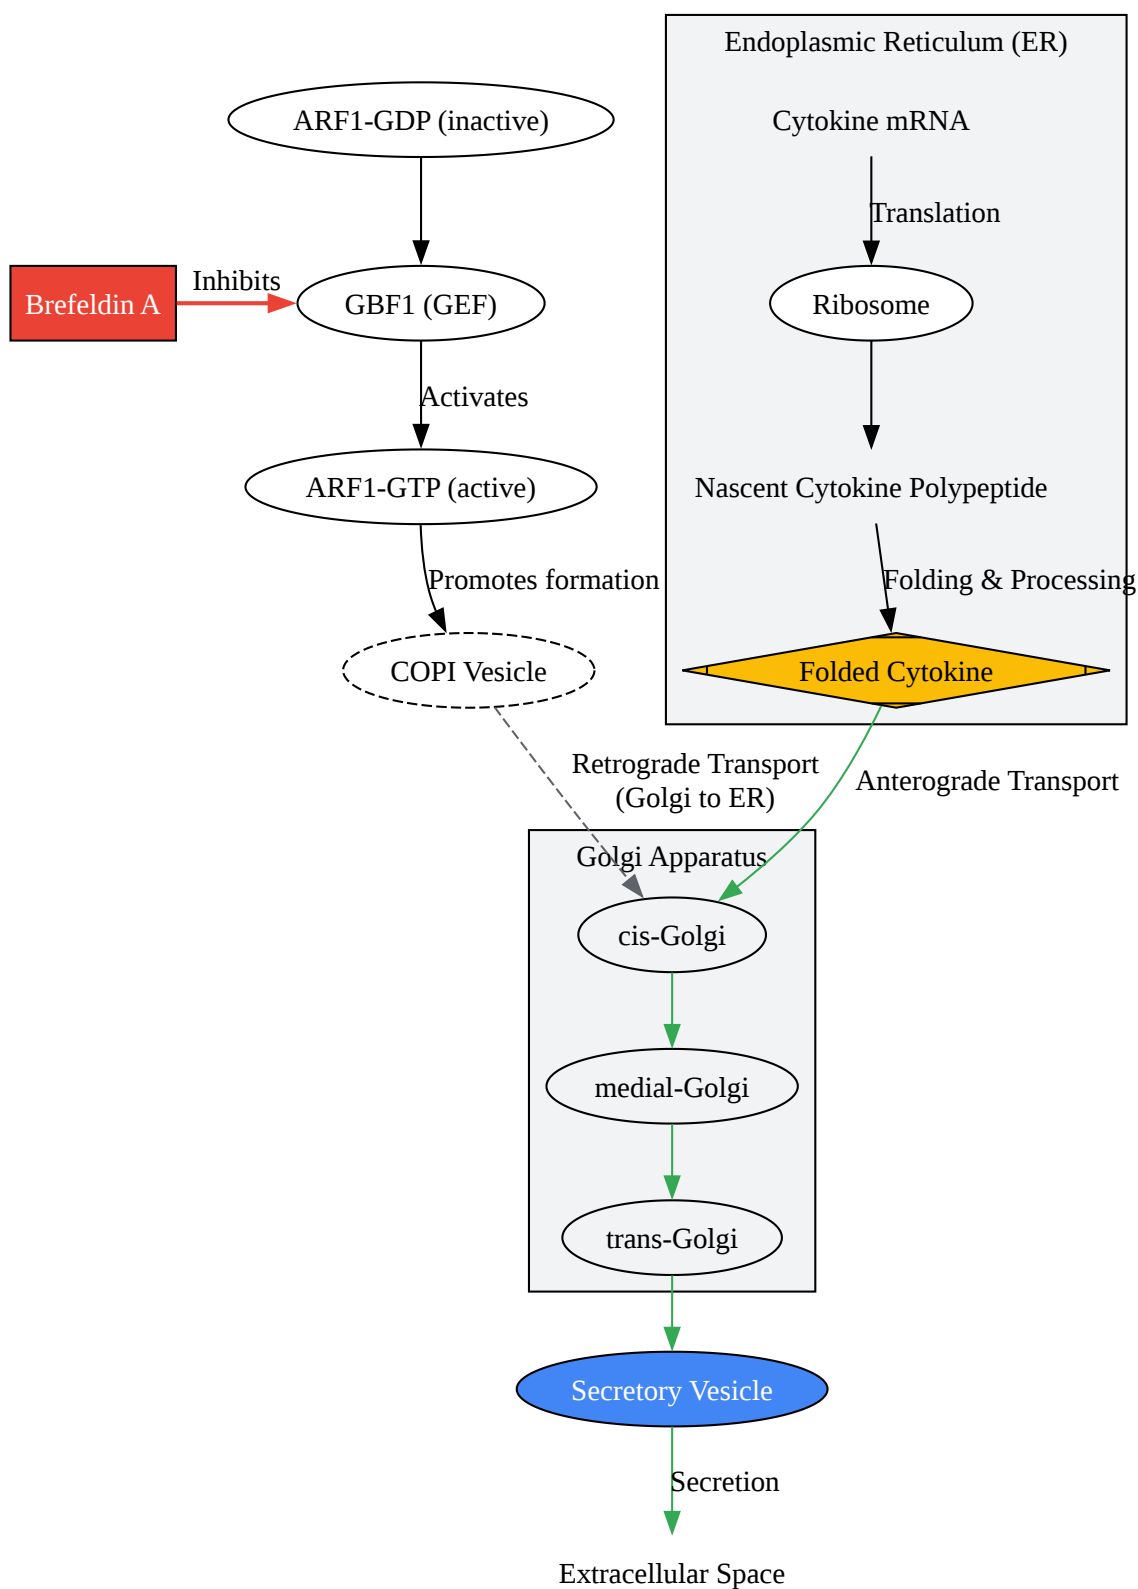 Endoplasmic Reticulum (ER)
ARF1-GDP (inactive)
Cytokine mRNA
Translation
Inhibits
Brefeldin A
GBF1 (GEF)
Ribosome
Activates
ARF1-GTP (active)
Nascent Cytokine Polypeptide
Promotes formation
Folding & Processing
COPI Vesicle
Folded Cytokine
Retrograde Transport
(Golgi to ER)
Anterograde Transport
Golgi Apparatus
cis-Golgi
medial-Golgi
trans-Golgi
Secretory Vesicle
Secretion
Extracellular Space